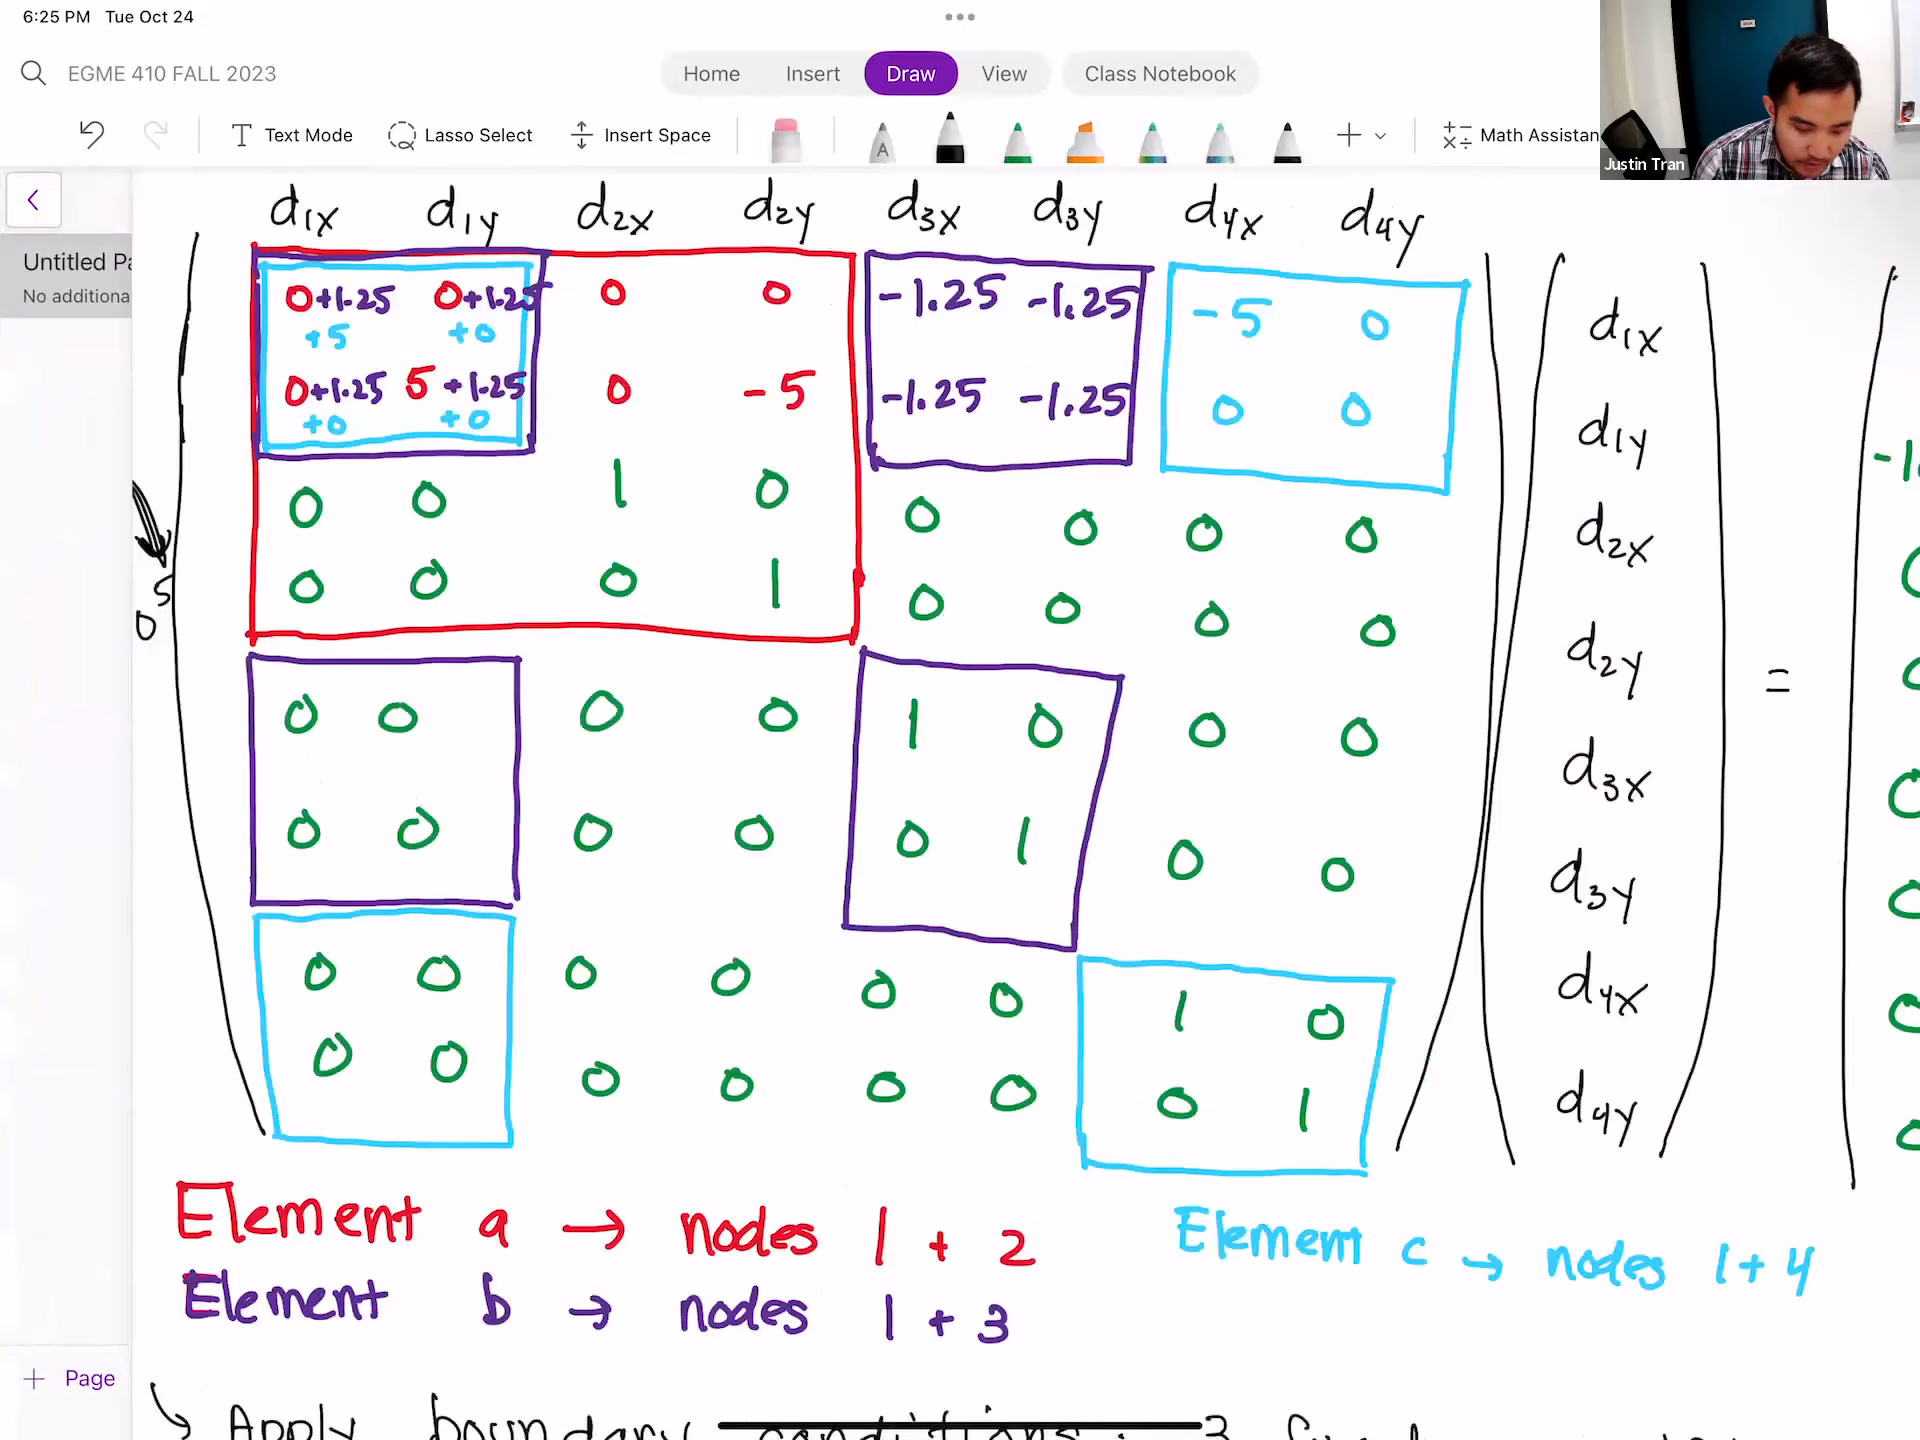 6:25 PM Tue Oct 24
EGME 410 FALL 2023
Home Insert Draw View Class Notebook
Text Mode Lasso Select Insert Space Math Assistan
Justin Tran
Untitled Pa
No additiona
d1x d1y d2x d2y d3x d3y d4x d4y
0+1.25 0+1.25 0 0 -1.25 -1.25 -5 0 d1x
+5 +0
0+1.25 5+1.25 0 -5 -1.25 -1.25 0 0 d1y
+0 +0
0 0 1 0 0 0 0 0 d2x
0 0 0 1 0 0 0 0 d2y
=
0 0 0 0 1 0 0 0 d3x
0 0 0 0 0 1 0 0 d3y
0 0 0 0 0 0 1 0 d4x
0 0 0 0 0 0 0 1 d4y
Element a → nodes 1 + 2
Element c → nodes 1+4
Element b → nodes 1 + 3
+ Page
↳ Apply boundary conditions: